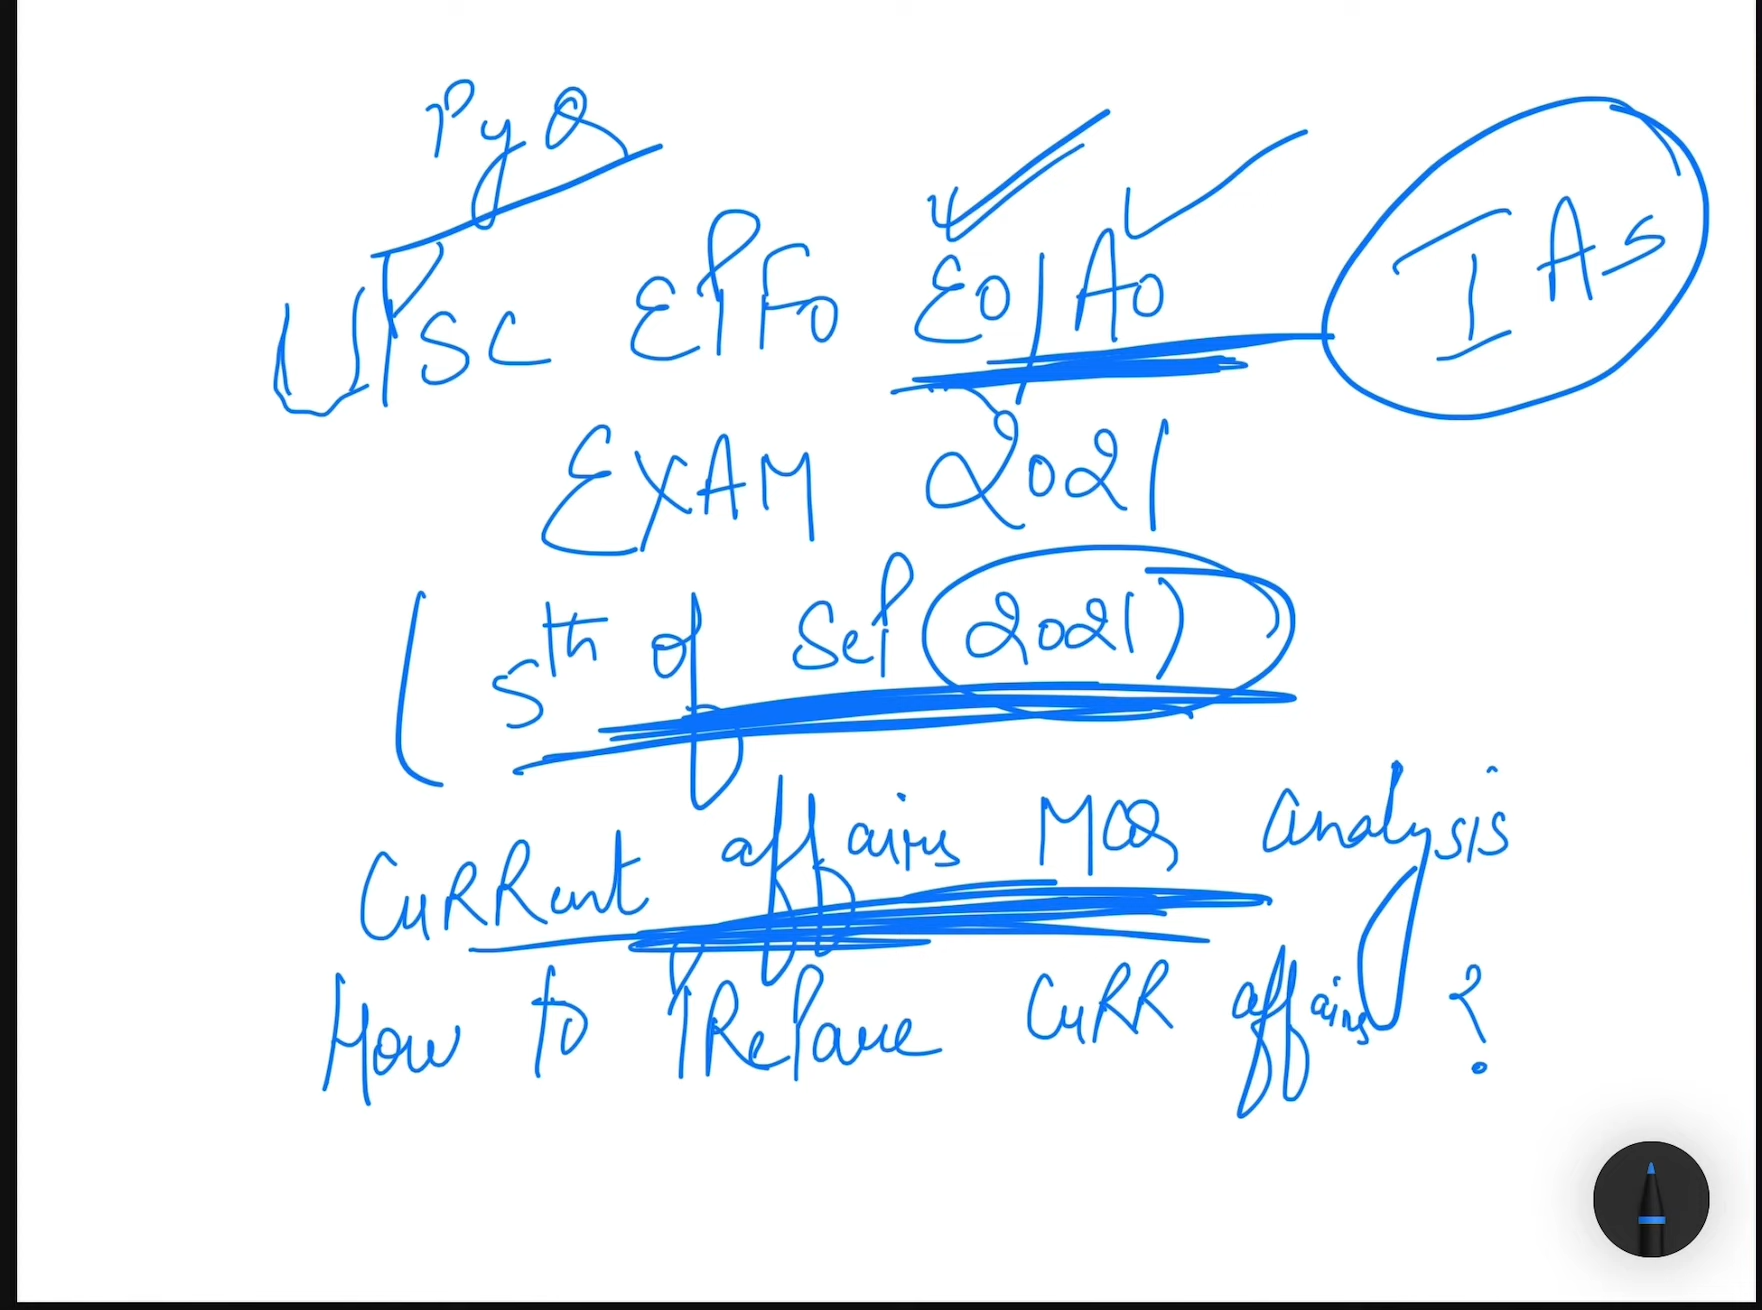 PyQ
UPSC EPFO EO/AO
IAS
EXAM 2021
(5th of Sep 2021)
CuRRent affairs MCQs analysis
How to PRePare CuRR affairs?